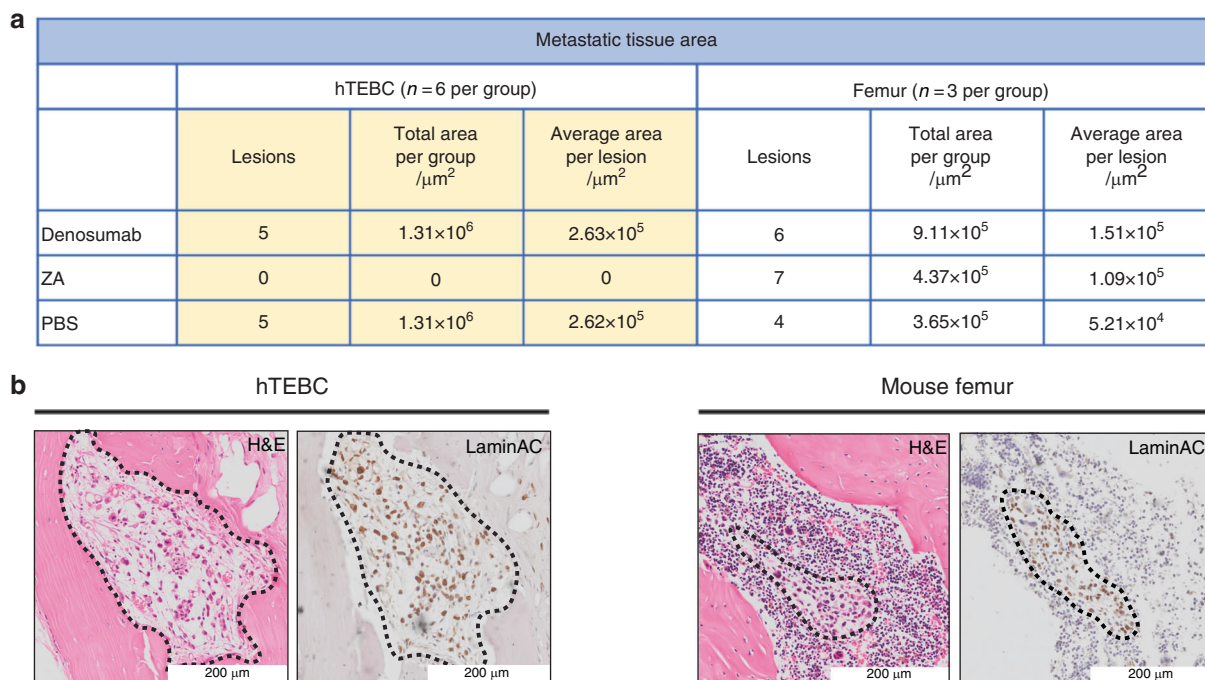 a
Metastatic tissue area
hTEBC (n = 6 per group) Femur (n = 3 per group)
Lesions Total area per group /μm² Average area per lesion /μm² Lesions Total area per group /μm² Average area per lesion /μm²
Denosumab 5 1.31×10⁶ 2.63×10⁵ 6 9.11×10⁵ 1.51×10⁵
ZA 0 0 0 7 4.37×10⁵ 1.09×10⁵
PBS 5 1.31×10⁶ 2.62×10⁵ 4 3.65×10⁵ 5.21×10⁴
b
hTEBC Mouse femur
H&E LaminAC H&E LaminAC
200 μm 200 μm 200 μm 200 μm